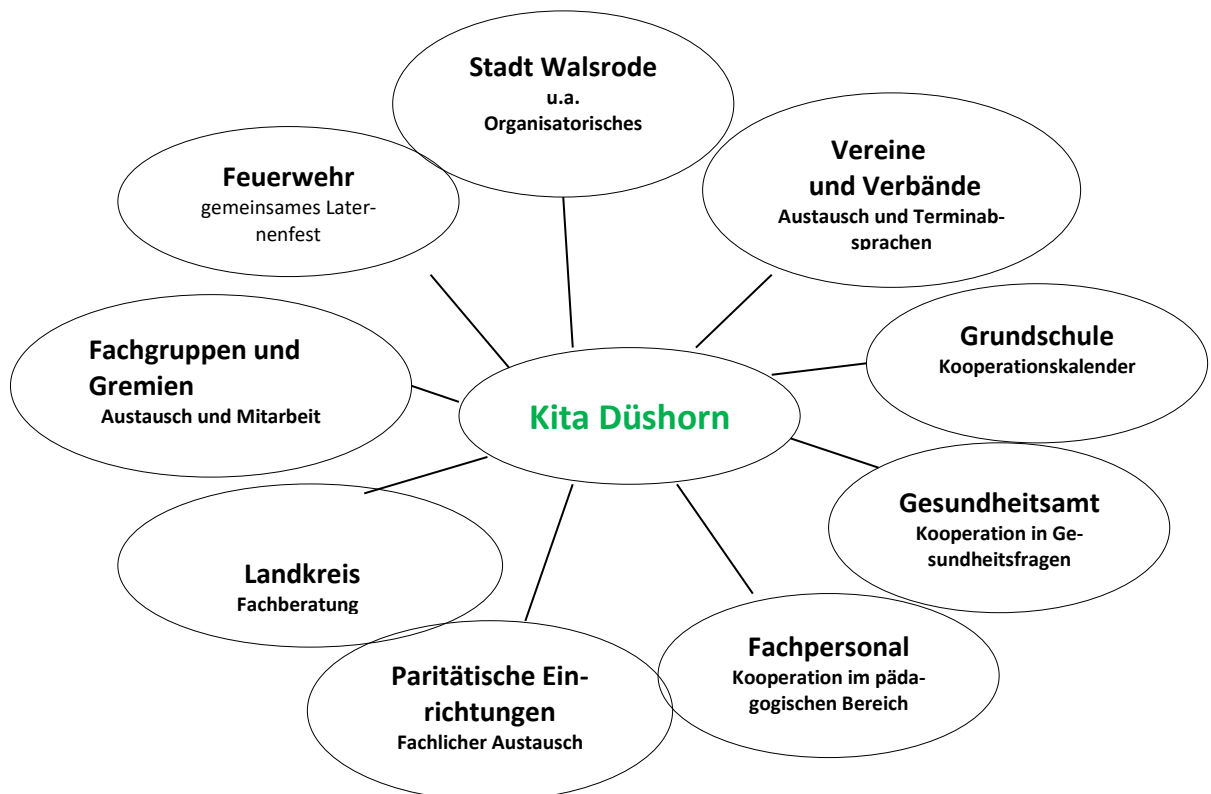 Stadt Walsrode
u.a.
Organisatorisches
Vereine
und Verbände
Austausch und Terminab-
sprachen
Feuerwehr
gemeinsames Later-
nenfest
Grundschule
Kooperationskalender
Fachgruppen und
Gremien
Austausch und Mitarbeit
Kita Düshorn
Gesundheitsamt
Kooperation in Ge-
sundheitsfragen
Landkreis
Fachberatung
Fachpersonal
Kooperation im päda-
gogischen Bereich
Paritätische Ein-
richtungen
Fachlicher Austausch